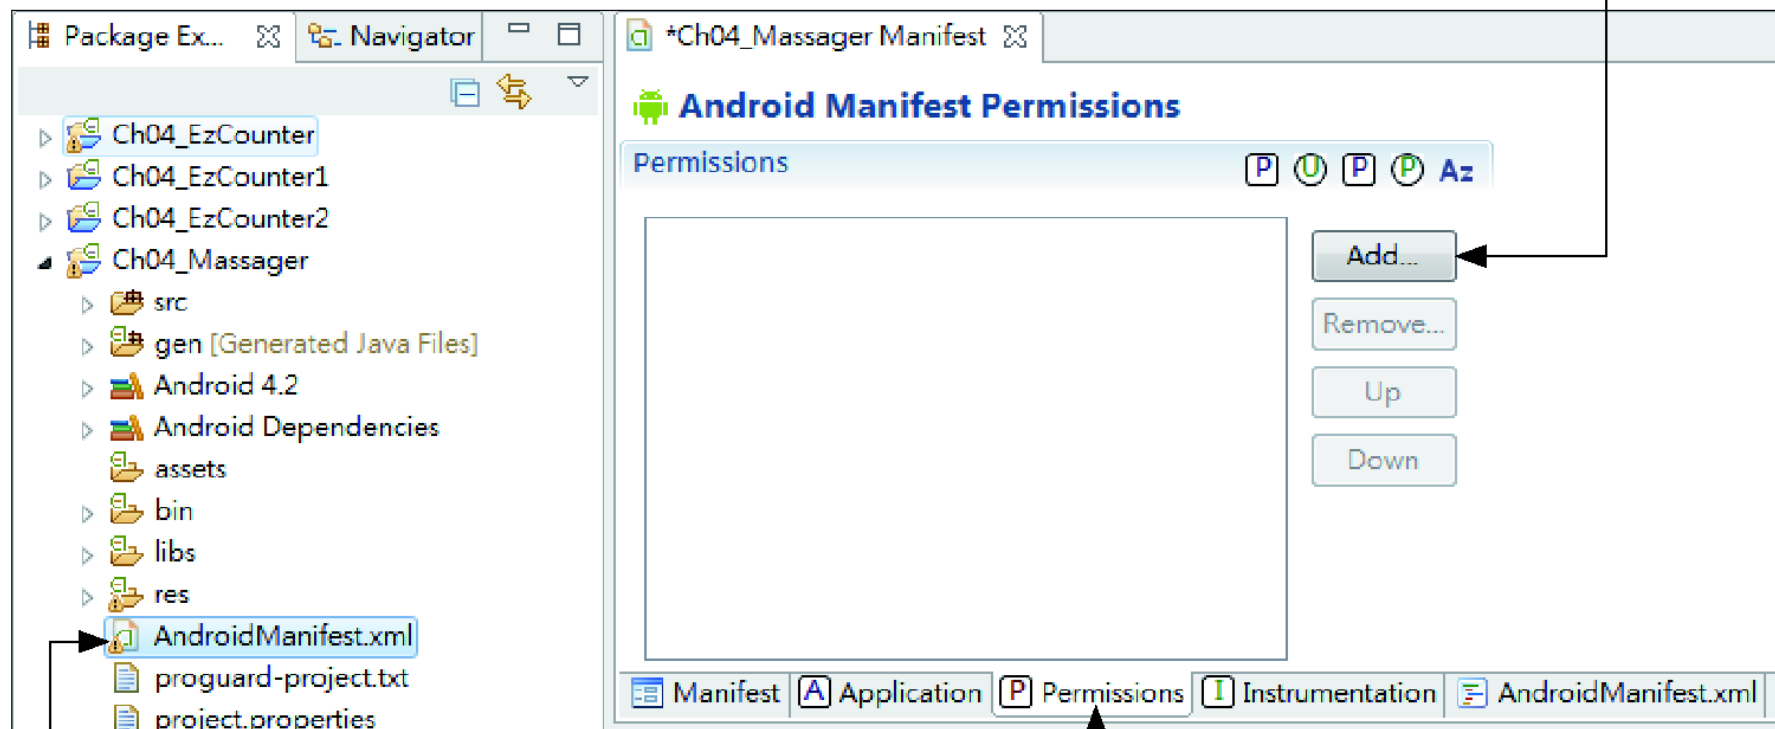 Package Ex...
Navigator
Ch04_EzCounter
Ch04_EzCounter1
Ch04_EzCounter2
Ch04_Massager
src
gen [Generated Java Files]
Android 4.2
Android Dependencies
assets
bin
libs
res
AndroidManifest.xml
proguard-project.txt
project.properties
*Ch04_Massager Manifest
Android Manifest Permissions
Permissions
P U P P Az
Add...
Remove...
Up
Down
Manifest A Application P Permissions I Instrumentation AndroidManifest.xml